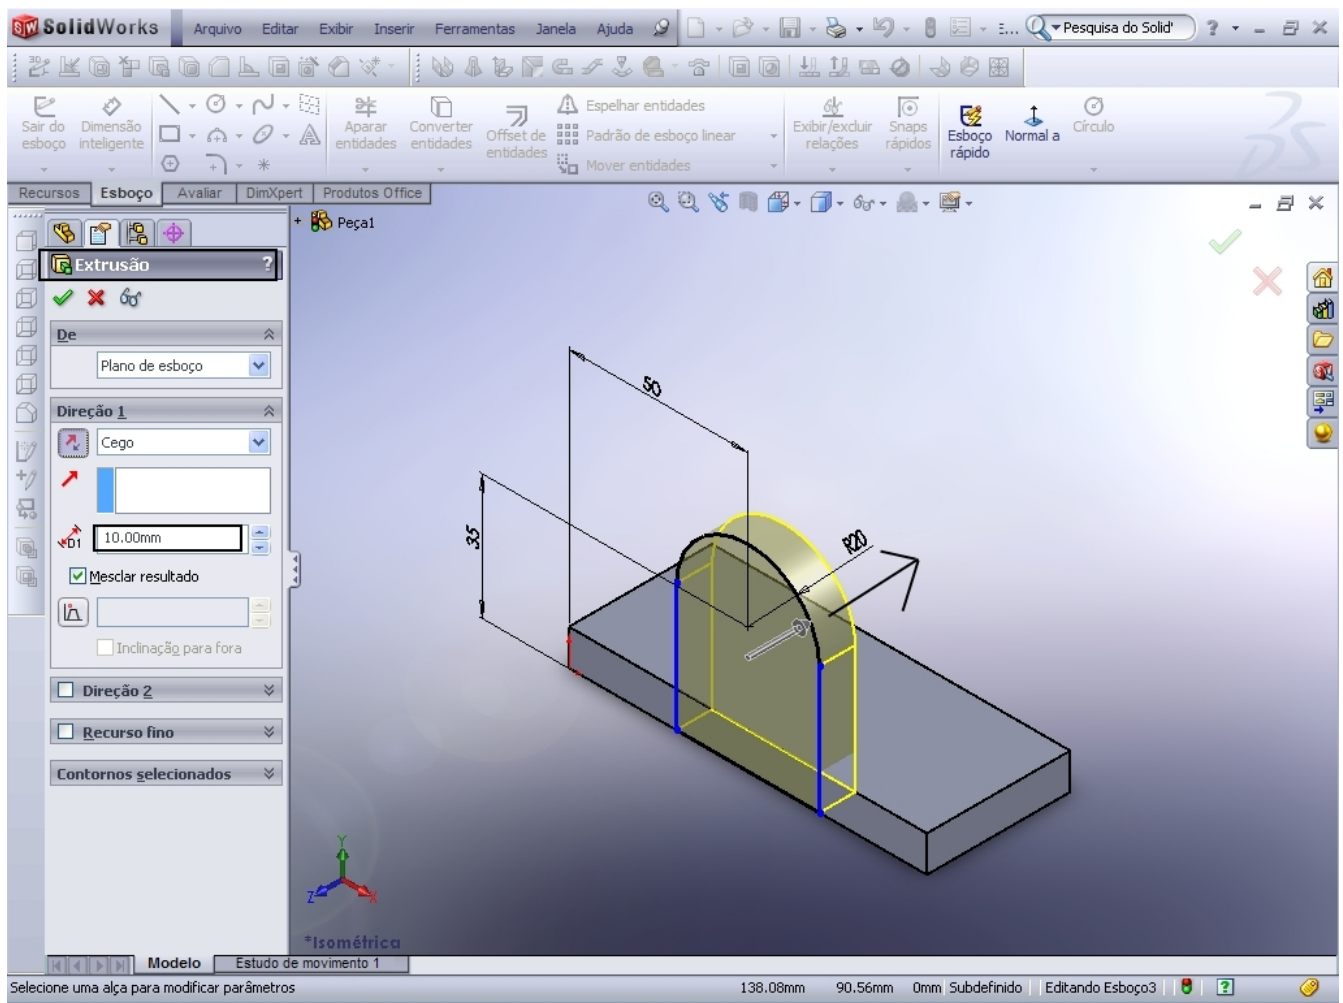 SolidWorks Arquivo Editar Exibir Inserir Ferramentas Janela Ajuda E... Pesquisa do Solid' ?
Sair do esboço
Dimensão inteligente
Aparar entidades
Converter entidades
Offset de entidades
Espelhar entidades
Padrão de esboço linear
Mover entidades
Exibir/excluir relações
Snaps rápidos
Esboço rápido
Normal a
Círculo
Recursos Esboço Avaliar DimXpert Produtos Office
Peça1
Extrusão ?
De
Plano de esboço
Direção 1
Cego
D1 10.00mm
Mesclar resultado
Inclinação para fora
Direção 2
Recurso fino
Contornos selecionados
50
35
R20
Y
Z X
*Isométrica
Modelo Estudo de movimento 1
Selecione uma alça para modificar parâmetros 138.08mm 90.56mm 0mm Subdefinido Editando Esboço3 ?